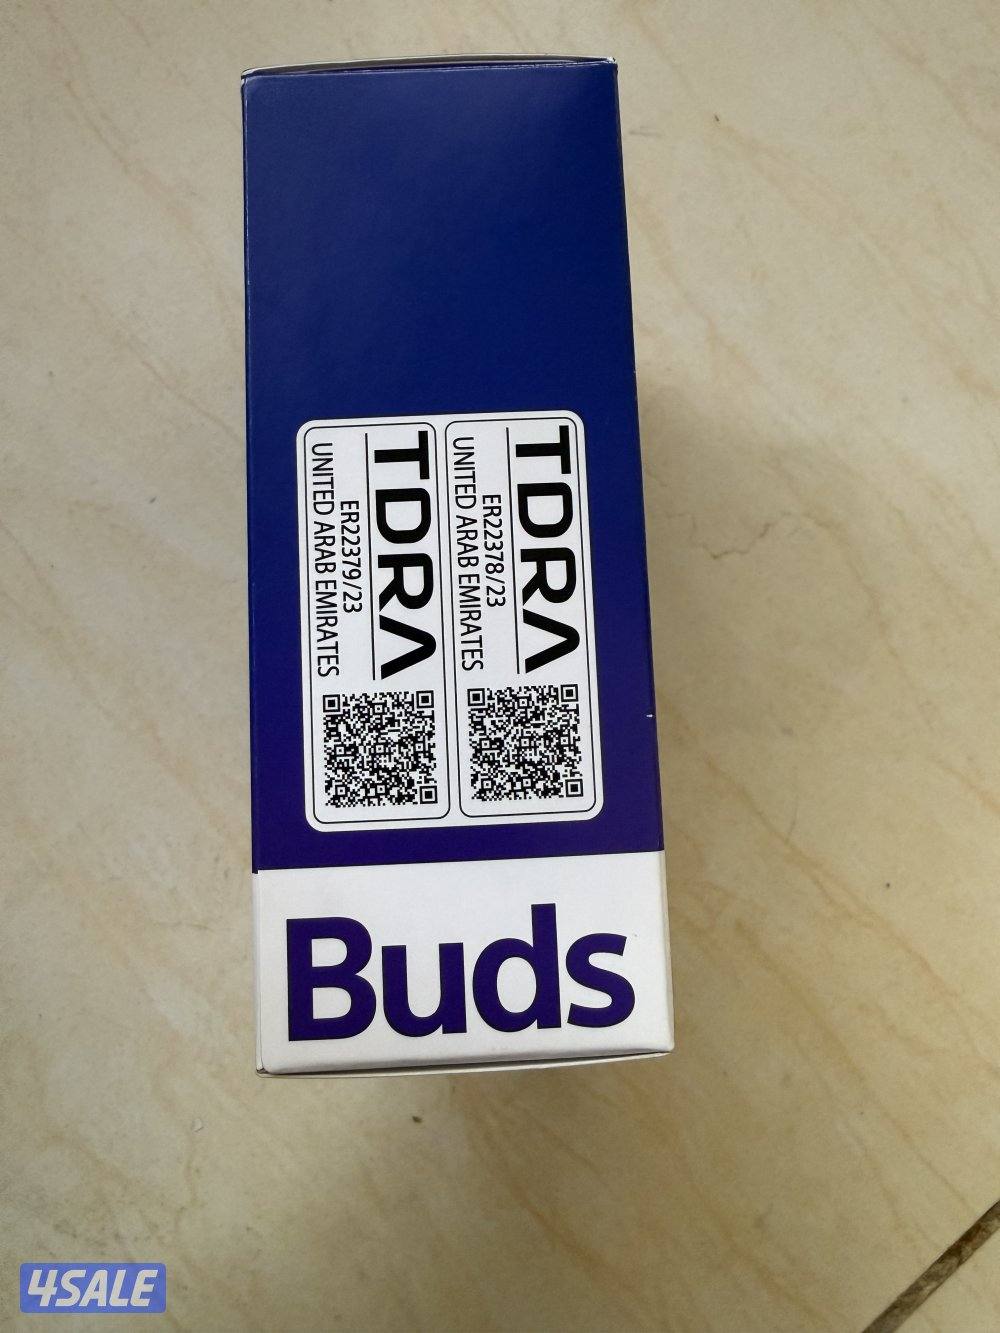 TDRA
ER22378/23
UNITED ARAB EMIRATES
TDRA
ER22379/23
UNITED ARAB EMIRATES
Buds
4SALE